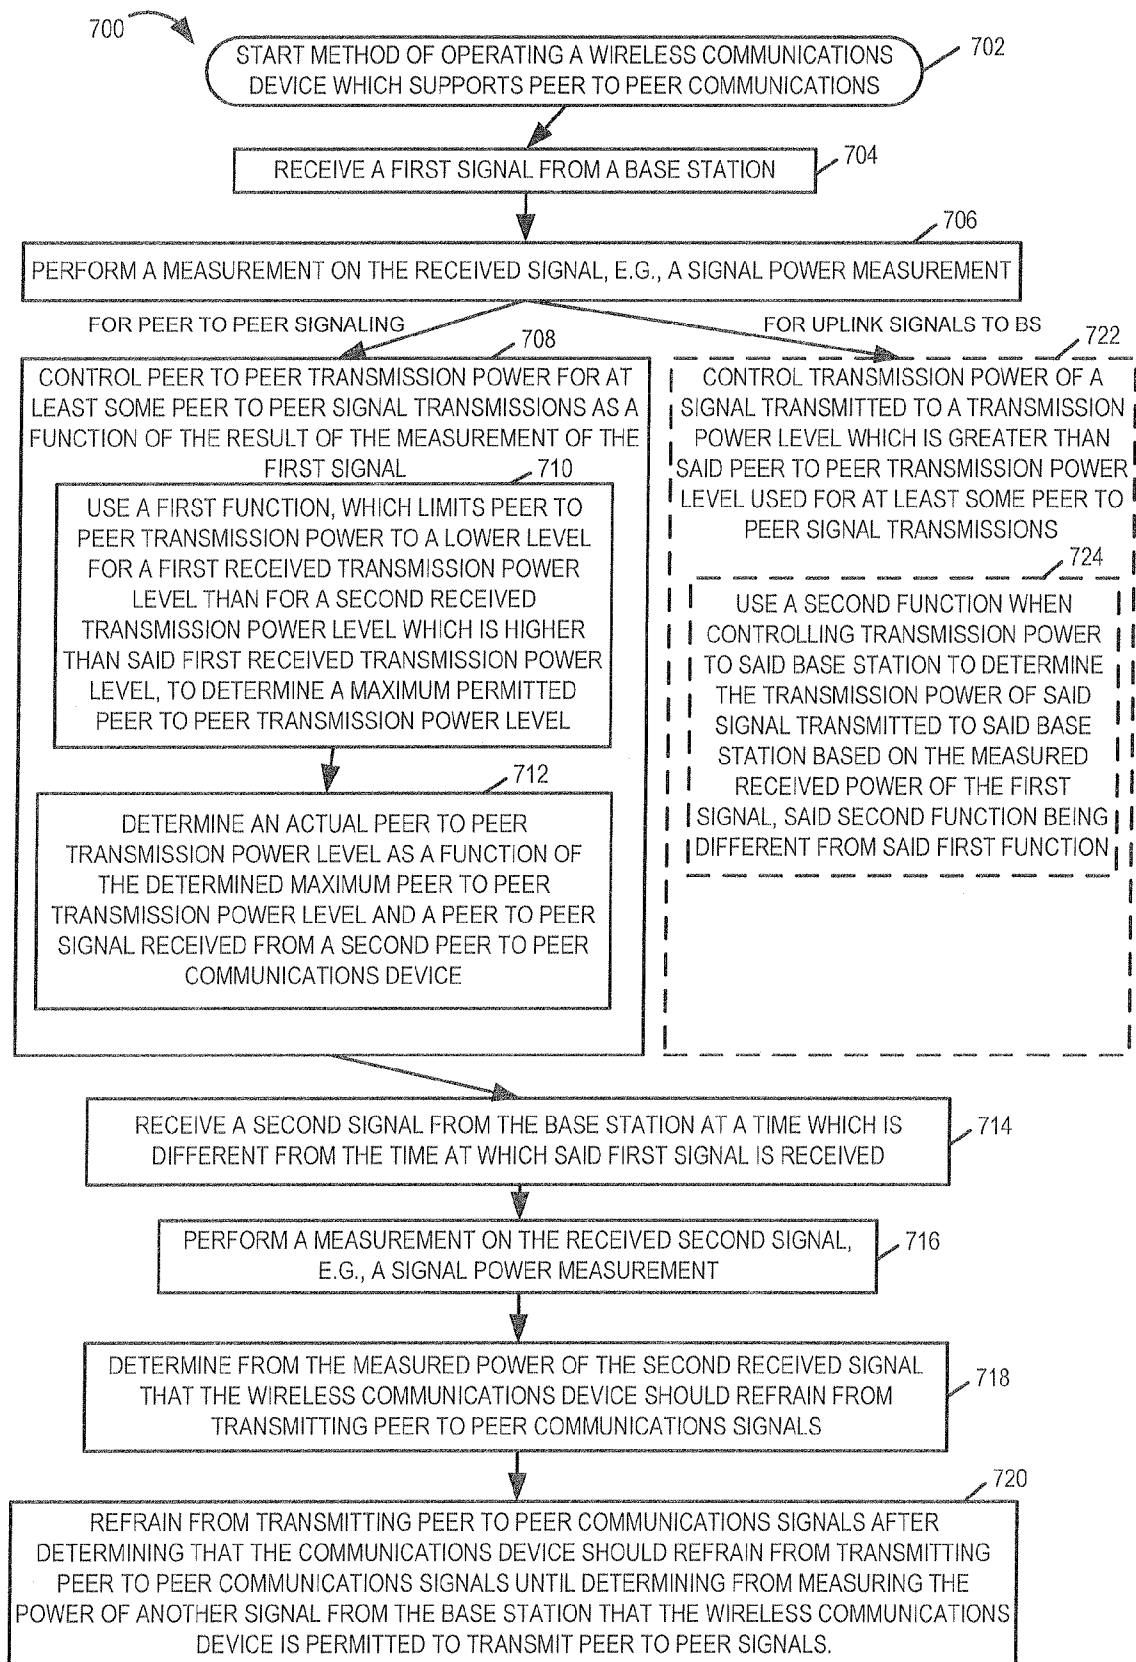 700
START METHOD OF OPERATING A WIRELESS COMMUNICATIONS
DEVICE WHICH SUPPORTS PEER TO PEER COMMUNICATIONS
702
RECEIVE A FIRST SIGNAL FROM A BASE STATION
704
706
PERFORM A MEASUREMENT ON THE RECEIVED SIGNAL, E.G., A SIGNAL POWER MEASUREMENT
FOR PEER TO PEER SIGNALING
FOR UPLINK SIGNALS TO BS
708
CONTROL PEER TO PEER TRANSMISSION POWER FOR AT
LEAST SOME PEER TO PEER SIGNAL TRANSMISSIONS AS A
FUNCTION OF THE RESULT OF THE MEASUREMENT OF THE
FIRST SIGNAL
710
USE A FIRST FUNCTION, WHICH LIMITS PEER TO
PEER TRANSMISSION POWER TO A LOWER LEVEL
FOR A FIRST RECEIVED TRANSMISSION POWER
LEVEL THAN FOR A SECOND RECEIVED
TRANSMISSION POWER LEVEL WHICH IS HIGHER
THAN SAID FIRST RECEIVED TRANSMISSION POWER
LEVEL, TO DETERMINE A MAXIMUM PERMITTED
PEER TO PEER TRANSMISSION POWER LEVEL
712
DETERMINE AN ACTUAL PEER TO PEER
TRANSMISSION POWER LEVEL AS A FUNCTION OF
THE DETERMINED MAXIMUM PEER TO PEER
TRANSMISSION POWER LEVEL AND A PEER TO PEER
SIGNAL RECEIVED FROM A SECOND PEER TO PEER
COMMUNICATIONS DEVICE
722
CONTROL TRANSMISSION POWER OF A
SIGNAL TRANSMITTED TO A TRANSMISSION
POWER LEVEL WHICH IS GREATER THAN
SAID PEER TO PEER TRANSMISSION POWER
LEVEL USED FOR AT LEAST SOME PEER TO
PEER SIGNAL TRANSMISSIONS
724
USE A SECOND FUNCTION WHEN
CONTROLLING TRANSMISSION POWER
TO SAID BASE STATION TO DETERMINE
THE TRANSMISSION POWER OF SAID
SIGNAL TRANSMITTED TO SAID BASE
STATION BASED ON THE MEASURED
RECEIVED POWER OF THE FIRST
SIGNAL, SAID SECOND FUNCTION BEING
DIFFERENT FROM SAID FIRST FUNCTION
RECEIVE A SECOND SIGNAL FROM THE BASE STATION AT A TIME WHICH IS
DIFFERENT FROM THE TIME AT WHICH SAID FIRST SIGNAL IS RECEIVED
714
PERFORM A MEASUREMENT ON THE RECEIVED SECOND SIGNAL,
E.G., A SIGNAL POWER MEASUREMENT
716
DETERMINE FROM THE MEASURED POWER OF THE SECOND RECEIVED SIGNAL
THAT THE WIRELESS COMMUNICATIONS DEVICE SHOULD REFRAIN FROM
TRANSMITTING PEER TO PEER COMMUNICATIONS SIGNALS
718
720
REFRAIN FROM TRANSMITTING PEER TO PEER COMMUNICATIONS SIGNALS AFTER
DETERMINING THAT THE COMMUNICATIONS DEVICE SHOULD REFRAIN FROM TRANSMITTING
PEER TO PEER COMMUNICATIONS SIGNALS UNTIL DETERMINING FROM MEASURING THE
POWER OF ANOTHER SIGNAL FROM THE BASE STATION THAT THE WIRELESS COMMUNICATIONS
DEVICE IS PERMITTED TO TRANSMIT PEER TO PEER SIGNALS.